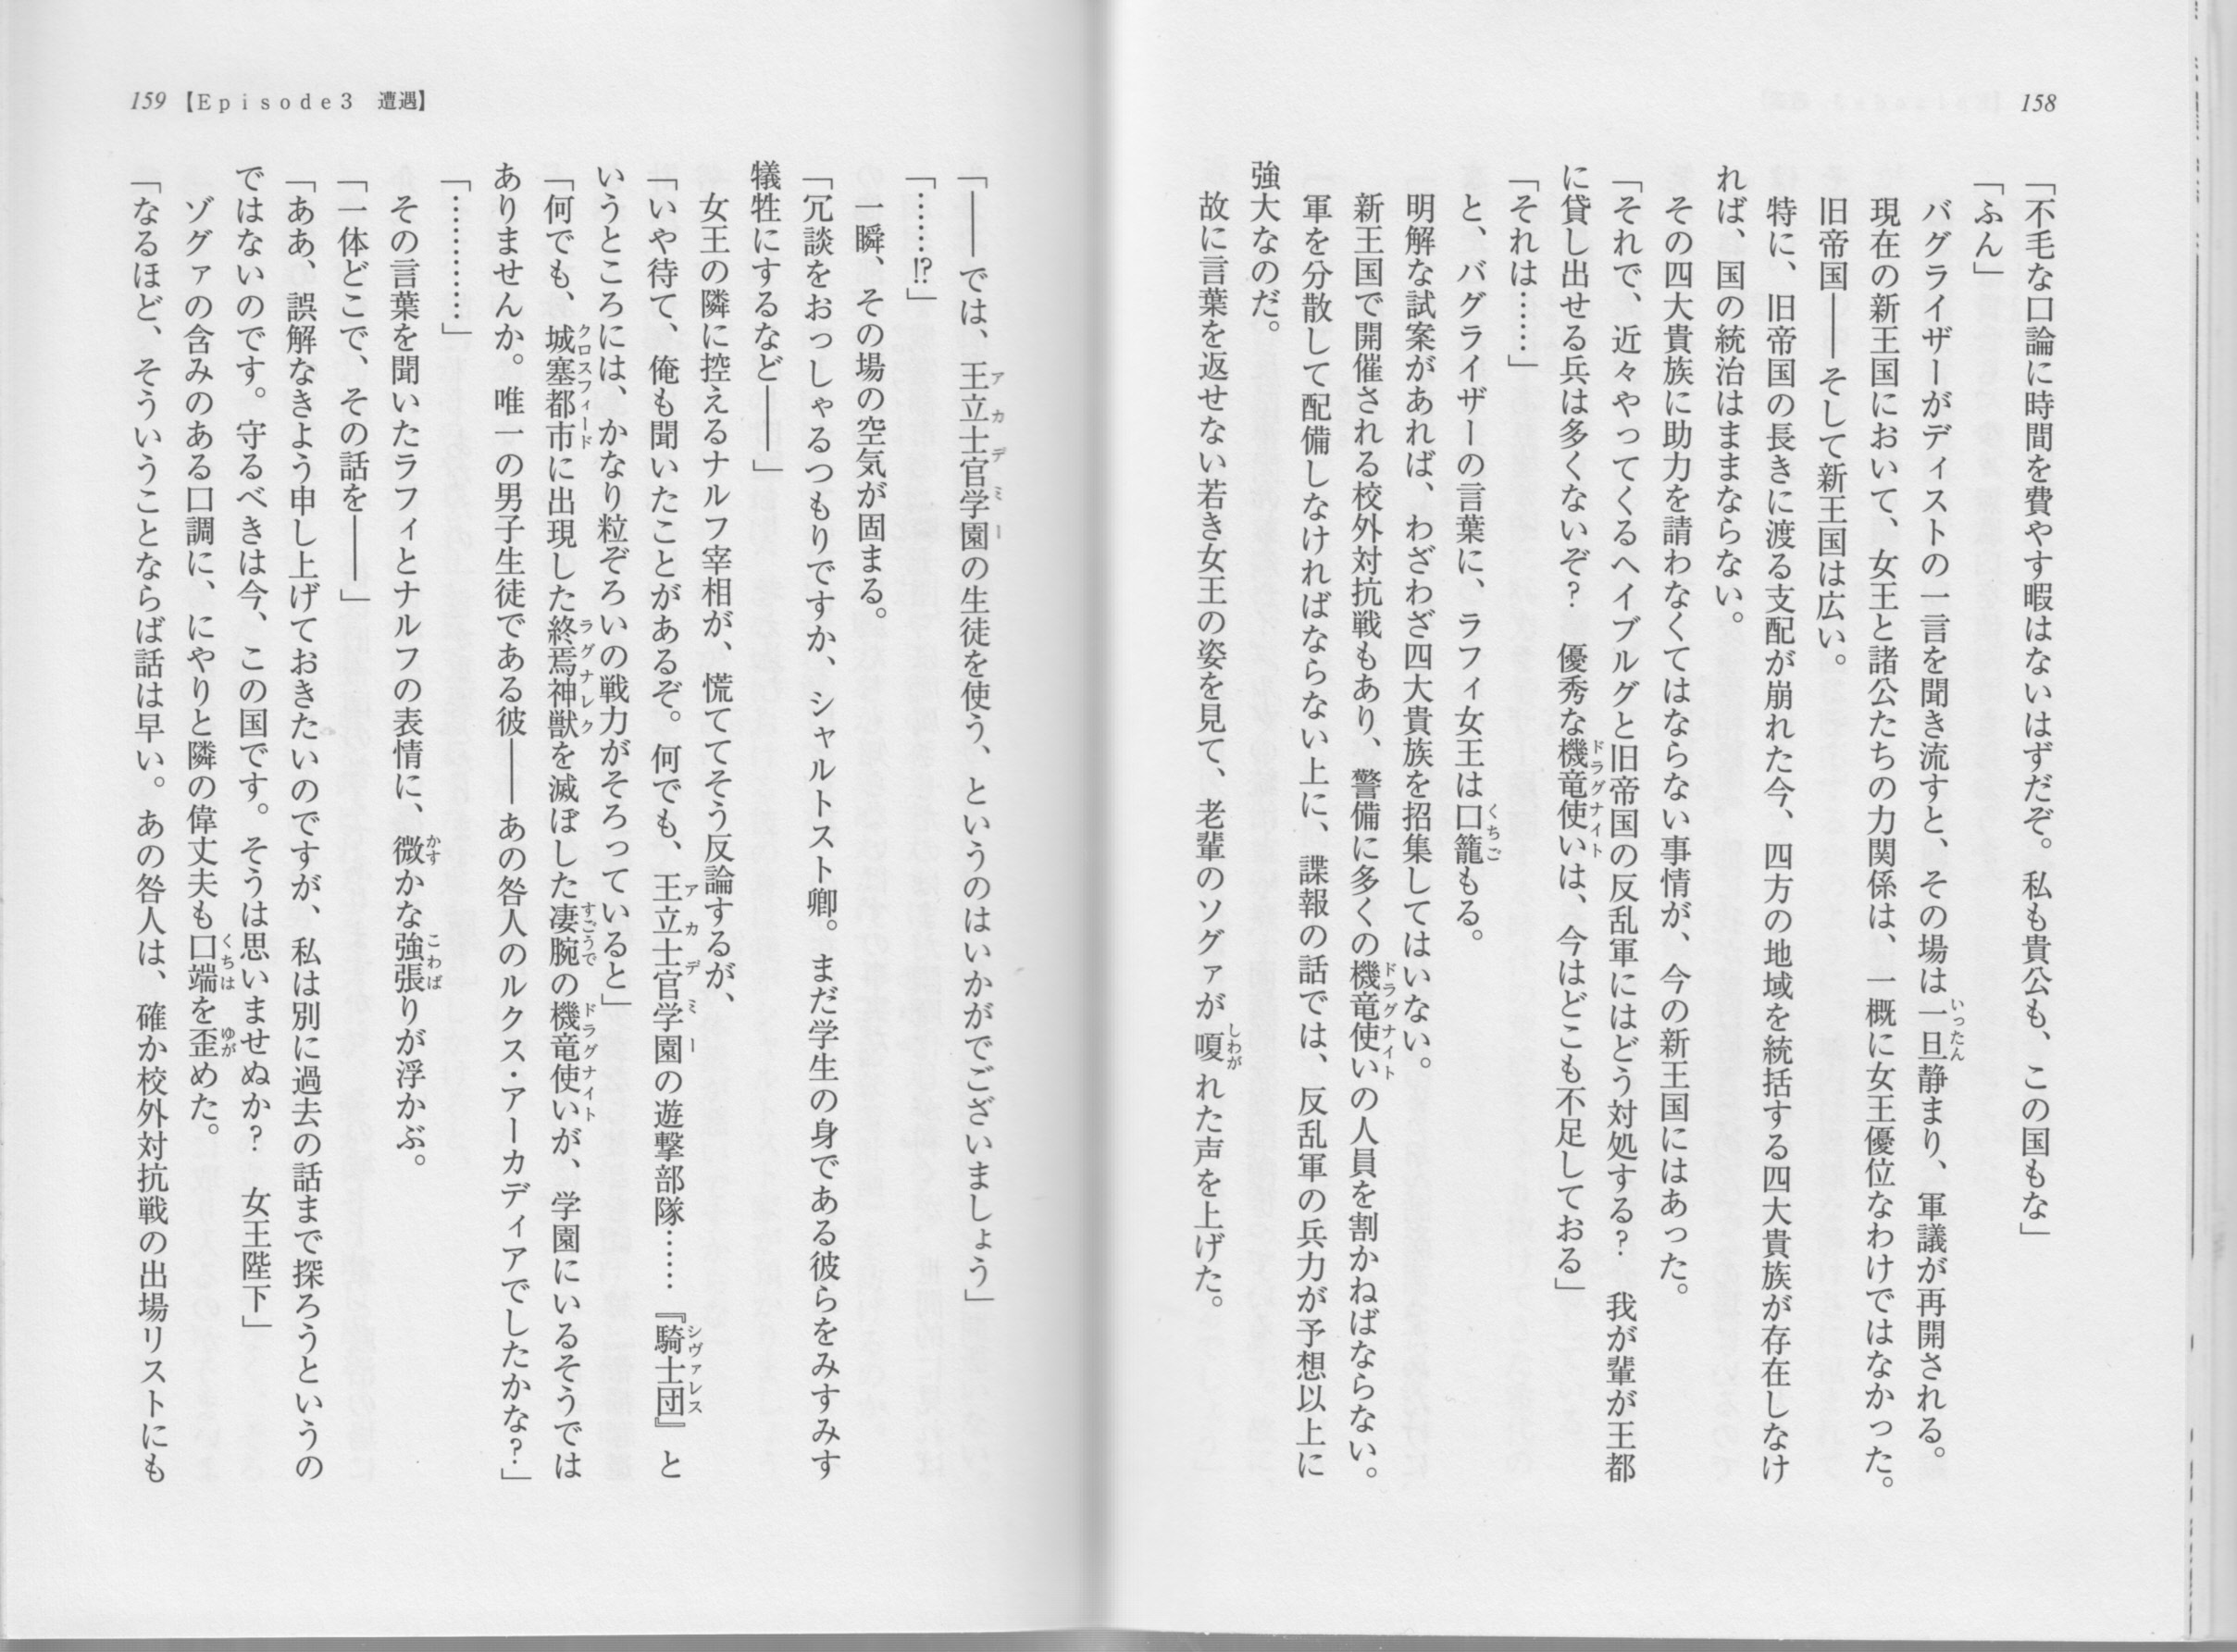 158
「不毛な口論に時間を費やす暇はないはずだぞ。私も貴公も、この国もな」
「ふん」
　バグライザーがディストの一言を聞き流すと、その場は一旦静まり、軍議が再開される。
　現在の新王国において、女王と諸公たちの力関係は、一概に女王優位なわけではなかった。
　旧帝国――そして新王国は広い。
　特に、旧帝国の長きに渡る支配が崩れた今、四方の地域を統括する四大貴族が存在しなけ
れば、国の統治はままならない。
　その四大貴族に助力を請わなくてはならない事情が、今の新王国にはあった。
「それで、近々やってくるヘイブルグと旧帝国の反乱軍にはどう対処する？　我が輩が王都
に貸し出せる兵は多くないぞ？　優秀な機竜使いは、今はどこも不足しておる」
「それは……」
　と、バグライザーの言葉に、ラフィ女王は口籠もる。
　明解な試案があれば、わざわざ四大貴族を招集してはいない。
　新王国で開催される校外対抗戦もあり、警備に多くの機竜使いの人員を割かねばならない。
　軍を分散して配備しなければならない上に、諜報の話では、反乱軍の兵力が予想以上に
強大なのだ。
　故に言葉を返せない若き女王の姿を見て、老輩のソグァが嗄れた声を上げた。
159【Episode3　遭遇】
「――では、王立士官学園の生徒を使う、というのはいかがでございましょう」
「……!?」
　一瞬、その場の空気が固まる。
「冗談をおっしゃるつもりですか、シャルトスト卿。まだ学生の身である彼らをみすみす
犠牲にするなど――」
　女王の隣に控えるナルフ宰相が、慌ててそう反論するが、
「いや待て、俺も聞いたことがあるぞ。何でも、王立士官学園の遊撃部隊……『騎士団』と
いうところには、かなり粒ぞろいの戦力がそろっていると」
「何でも、城塞都市に出現した終焉神獣を滅ぼした凄腕の機竜使いが、学園にいるそうでは
ありませんか。唯一の男子生徒である彼――あの咎人のルクス・アーカディアでしたかな？」
「…………」
　その言葉を聞いたラフィとナルフの表情に、微かな強張りが浮かぶ。
「一体どこで、その話を――」
「ああ、誤解なきよう申し上げておきたいのですが、私は別に過去の話まで探ろうというの
ではないのです。守るべきは今、この国です。そうは思いませぬか？　女王陛下」
　ゾグァの含みのある口調に、にやりと隣の偉丈夫も口端を歪めた。
「なるほど、そういうことならば話は早い。あの咎人は、確か校外対抗戦の出場リストにも